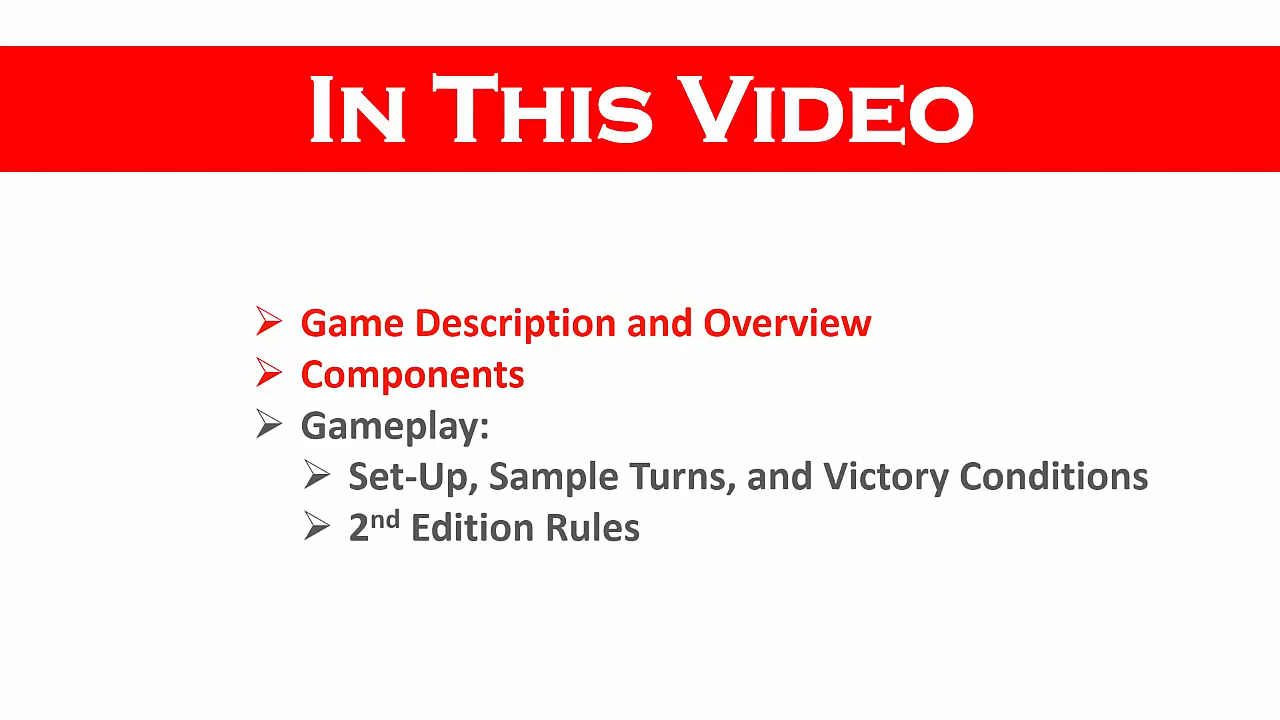 In This Video
Game Description and Overview
Components
Gameplay:
Set-Up, Sample Turns, and Victory Conditions
2nd Edition Rules